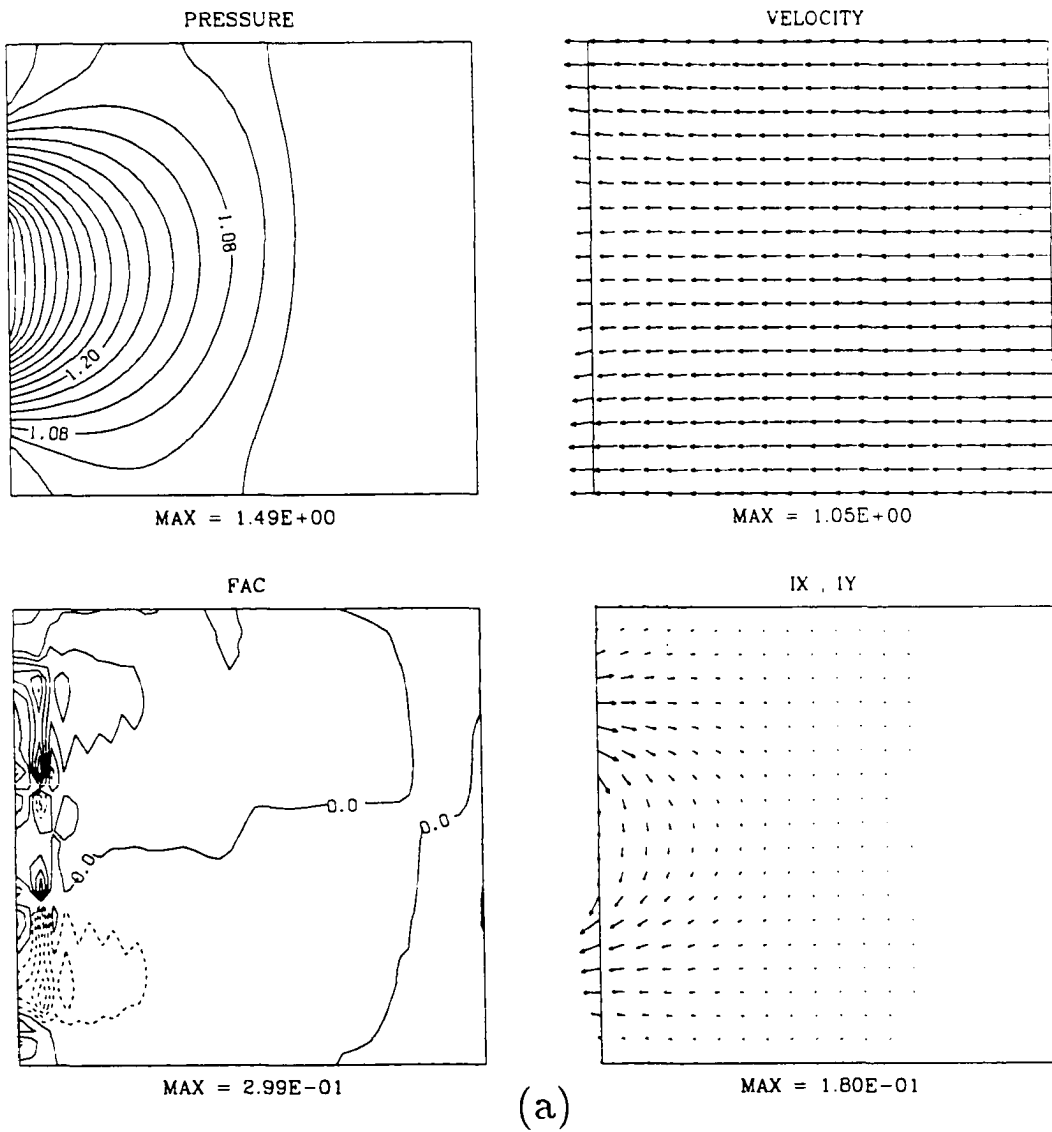 PRESSURE
VELOCITY
1.08
1.20
1.08
MAX = 1.49E+00
MAX = 1.05E+00
FAC
IX , IY
0.0
0.0
0.0
MAX = 2.99E-01
MAX = 1.80E-01
(a)